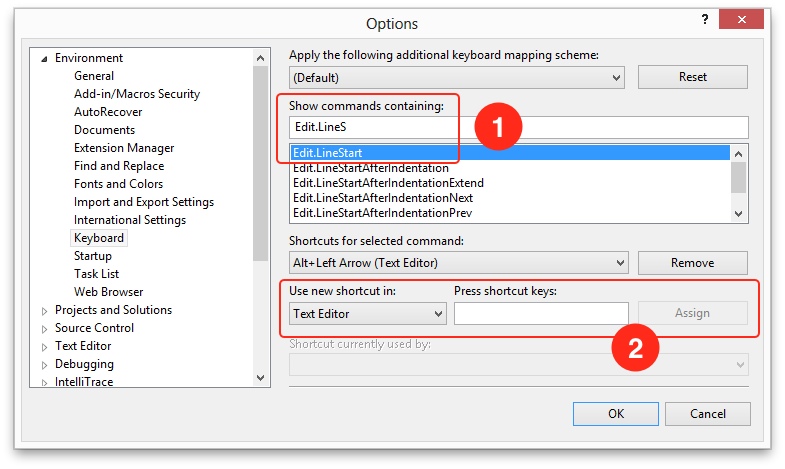 Options
?
Environment
General
Add-in/Macros Security
AutoRecover
Documents
Extension Manager
Find and Replace
Fonts and Colors
Import and Export Settings
International Settings
Keyboard
Startup
Task List
Web Browser
Projects and Solutions
Source Control
Text Editor
Debugging
IntelliTrace
Apply the following additional keyboard mapping scheme:
(Default)
Reset
Show commands containing:
Edit.LineS
1
Edit.LineStart
Edit.LineStartAfterIndentation
Edit.LineStartAfterIndentationExtend
Edit.LineStartAfterIndentationNext
Edit.LineStartAfterIndentationPrev
Shortcuts for selected command:
Alt+Left Arrow (Text Editor)
Remove
Use new shortcut in:
Press shortcut keys:
Text Editor
Assign
2
Shortcut currently used by:
OK
Cancel